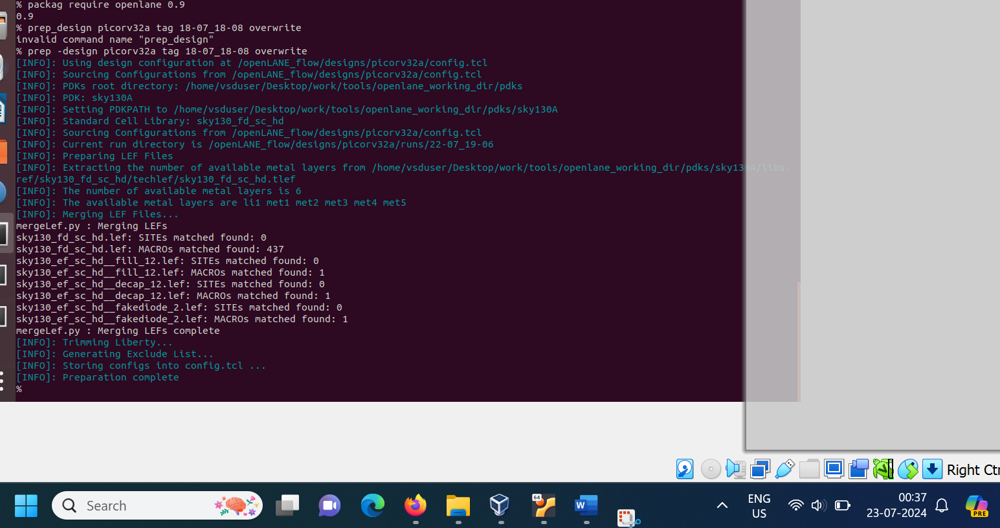 % packag require openlane 0.9
0.9
% prep_design picorv32a tag 18-07_18-08 overwrite
invalid command name "prep_design"
% prep -design picorv32a tag 18-07_18-08 overwrite
[INFO]: Using design configuration at /openLANE_flow/designs/picorv32a/config.tcl
[INFO]: Sourcing Configurations from /openLANE_flow/designs/picorv32a/config.tcl
[INFO]: PDKs root directory: /home/vsduser/Desktop/work/tools/openlane_working_dir/pdks
[INFO]: PDK: sky130A
[INFO]: Setting PDKPATH to /home/vsduser/Desktop/work/tools/openlane_working_dir/pdks/sky130A
[INFO]: Standard Cell Library: sky130_fd_sc_hd
[INFO]: Sourcing Configurations from /openLANE_flow/designs/picorv32a/config.tcl
[INFO]: Current run directory is /openLANE_flow/designs/picorv32a/runs/22-07_19-06
[INFO]: Preparing LEF Files
[INFO]: Extracting the number of available metal layers from /home/vsduser/Desktop/work/tools/openlane_working_dir/pdks/sky130A/libs.
ref/sky130_fd_sc_hd/techlef/sky130_fd_sc_hd.tlef
[INFO]: The number of available metal layers is 6
[INFO]: The available metal layers are li1 met1 met2 met3 met4 met5
[INFO]: Merging LEF Files...
mergeLef.py : Merging LEFs
sky130_fd_sc_hd.lef: SITEs matched found: 0
sky130_fd_sc_hd.lef: MACROs matched found: 437
sky130_ef_sc_hd__fill_12.lef: SITEs matched found: 0
sky130_ef_sc_hd__fill_12.lef: MACROs matched found: 1
sky130_ef_sc_hd__decap_12.lef: SITEs matched found: 0
sky130_ef_sc_hd__decap_12.lef: MACROs matched found: 1
sky130_ef_sc_hd__fakediode_2.lef: SITEs matched found: 0
sky130_ef_sc_hd__fakediode_2.lef: MACROs matched found: 1
mergeLef.py : Merging LEFs complete
[INFO]: Trimming Liberty...
[INFO]: Generating Exclude List...
[INFO]: Storing configs into config.tcl ...
[INFO]: Preparation complete
%
Right Ctr
Search
64
W
ENG
US
00:37
23-07-2024
PRE